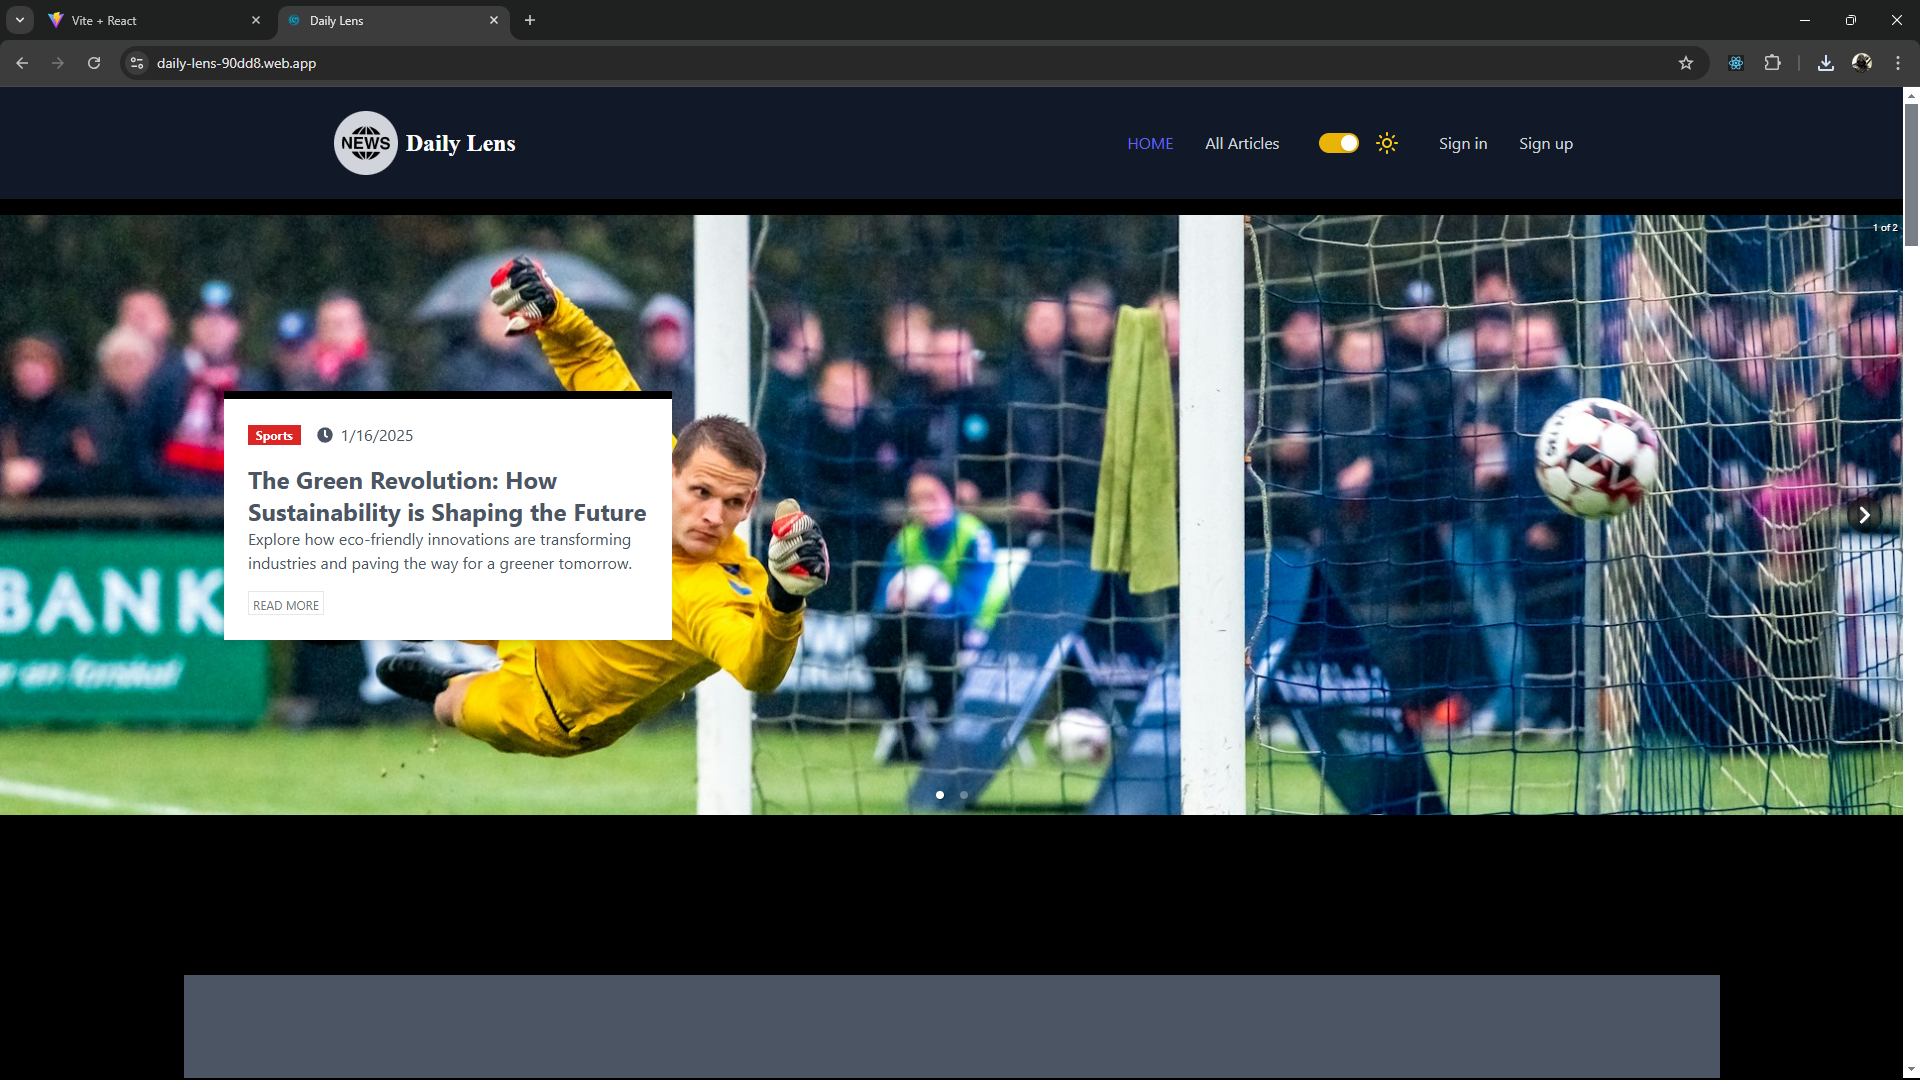 Vite + React
Daily Lens
daily-lens-90dd8.web.app
NEWS
Daily Lens
HOME
All Articles
Sign in
Sign up
1 of 2
Sports
1/16/2025
The Green Revolution: How
Sustainability is Shaping the Future
Explore how eco-friendly innovations are transforming
industries and paving the way for a greener tomorrow.
READ MORE
BANK